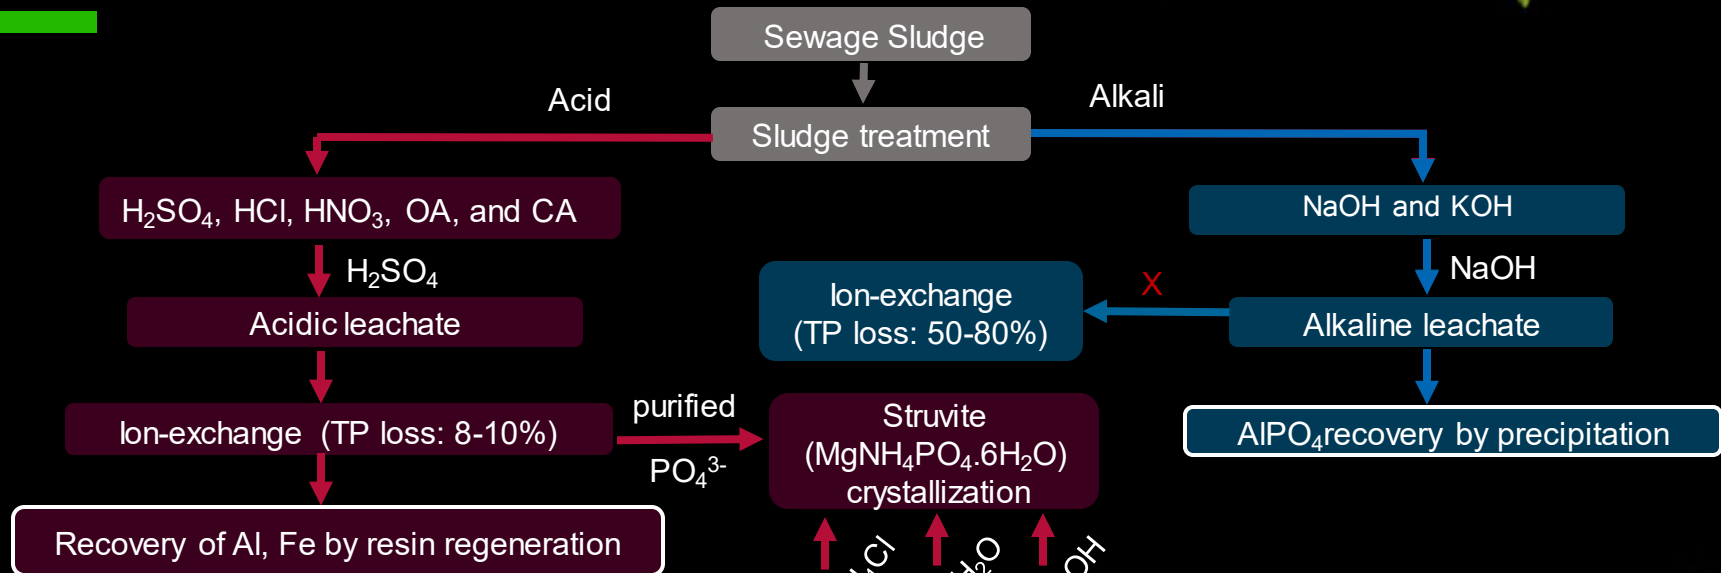 Sewage Sludge
Acid
Alkali
Sludge treatment
H₂SO₄, HCl, HNO₃, OA, and CA
NaOH and KOH
H₂SO₄
NaOH
Ion-exchange
(TP loss: 50-80%)
X
Acidic leachate
Alkaline leachate
Ion-exchange (TP loss: 8-10%)
purified
PO₄³⁻
Struvite
(MgNH₄PO₄.6H₂O)
crystallization
AlPO₄recovery by precipitation
Recovery of Al, Fe by resin regeneration